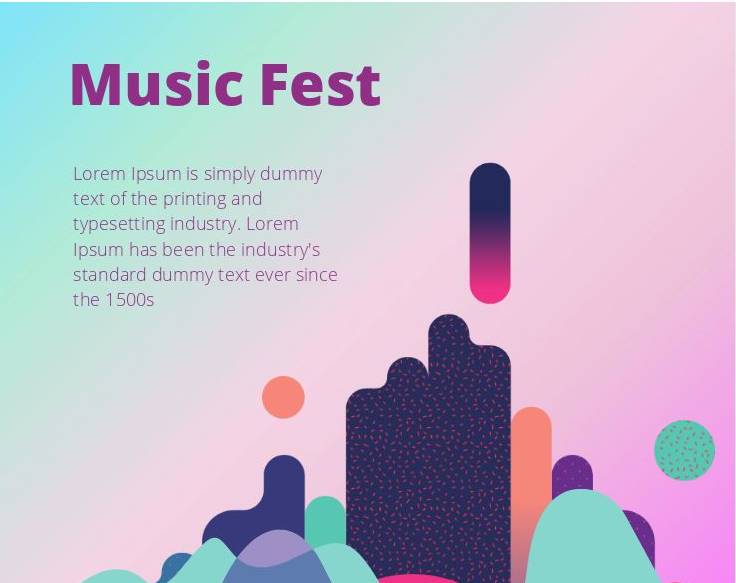 Music Fest
Lorem Ipsum is simply dummy
text of the printing and
typesetting industry. Lorem
Ipsum has been the industry's
standard dummy text ever since
the 1500s